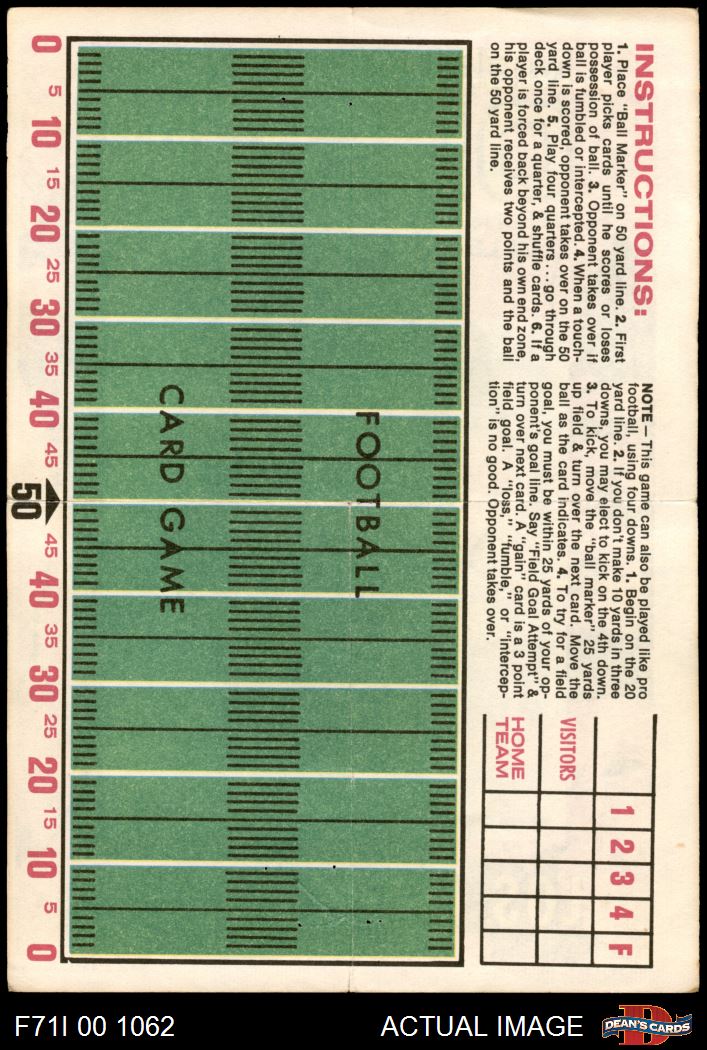 INSTRUCTIONS:
1. Place "Ball Marker" on 50 yard line. 2. First
player picks cards until he scores or loses
possession of ball. 3. Opponent takes over if
ball is fumbled or intercepted. 4. When a touch-
down is scored, opponent takes over on the 50
yard line. 5. Play four quarters...go through
deck once for a quarter, & shuffle cards. 6. If a
player is forced back beyond his own end zone,
his opponent receives two points and the ball
on the 50 yard line.
NOTE — This game can also be played like pro
football, using four downs. 1. Begin on the 20
yard line. 2. If you don't make 10 yards in three
downs, you may elect to kick on the 4th down.
3. To kick, move the "ball marker" 25 yards
up field & turn over the next card. Move the
ball as the card indicates. 4. To try for a field
goal, you must be within 25 yards of your op-
ponent's goal line. Say "Field Goal Attempt" &
turn over next card. A "gain" card is a 3 point
field goal. A "loss," "fumble," or "intercep-
tion" is no good. Opponent takes over.
1 2 3 4 F
VISITORS
HOME
TEAM
FOOTBALL
CARD GAME
0 5 10 15 20 25 30 35 40 45 50 45 40 35 30 25 20 15 10 5 0
F71I 00 1062
ACTUAL IMAGE
D
DEAN'S CARDS